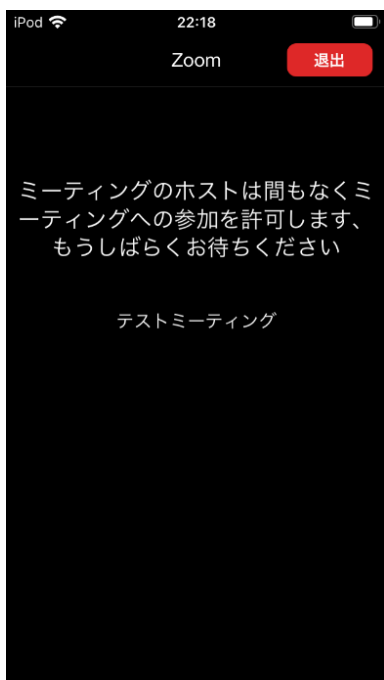 iPod 22:18
Zoom 退出
ミーティングのホストは間もなくミ
ーティングへの参加を許可します、
もうしばらくお待ちください
テストミーティング